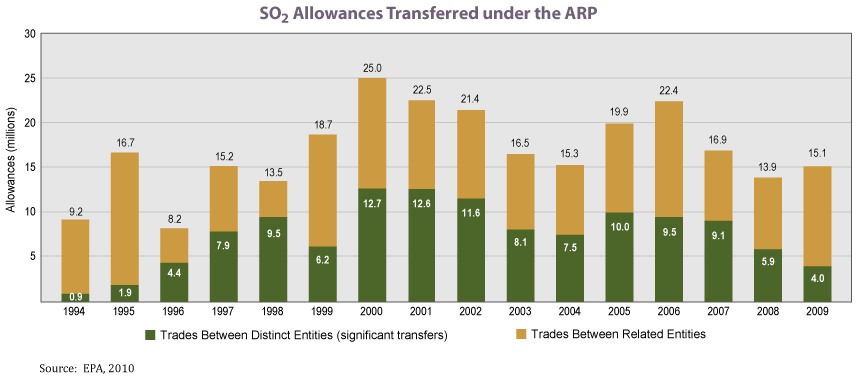 SO2 Allowances Transferred under the ARP
Allowances (millions)
30
25
20
15
10
5
9.2 16.7 8.2 15.2 13.5 18.7 25.0 22.5 21.4 16.5 15.3 19.9 22.4 16.9 13.9 15.1
0.9 1.9 4.4 7.9 9.5 6.2 12.7 12.6 11.6 8.1 7.5 10.0 9.5 9.1 5.9 4.0
1994 1995 1996 1997 1998 1999 2000 2001 2002 2003 2004 2005 2006 2007 2008 2009
Trades Between Distinct Entities (significant transfers) Trades Between Related Entities
Source: EPA, 2010